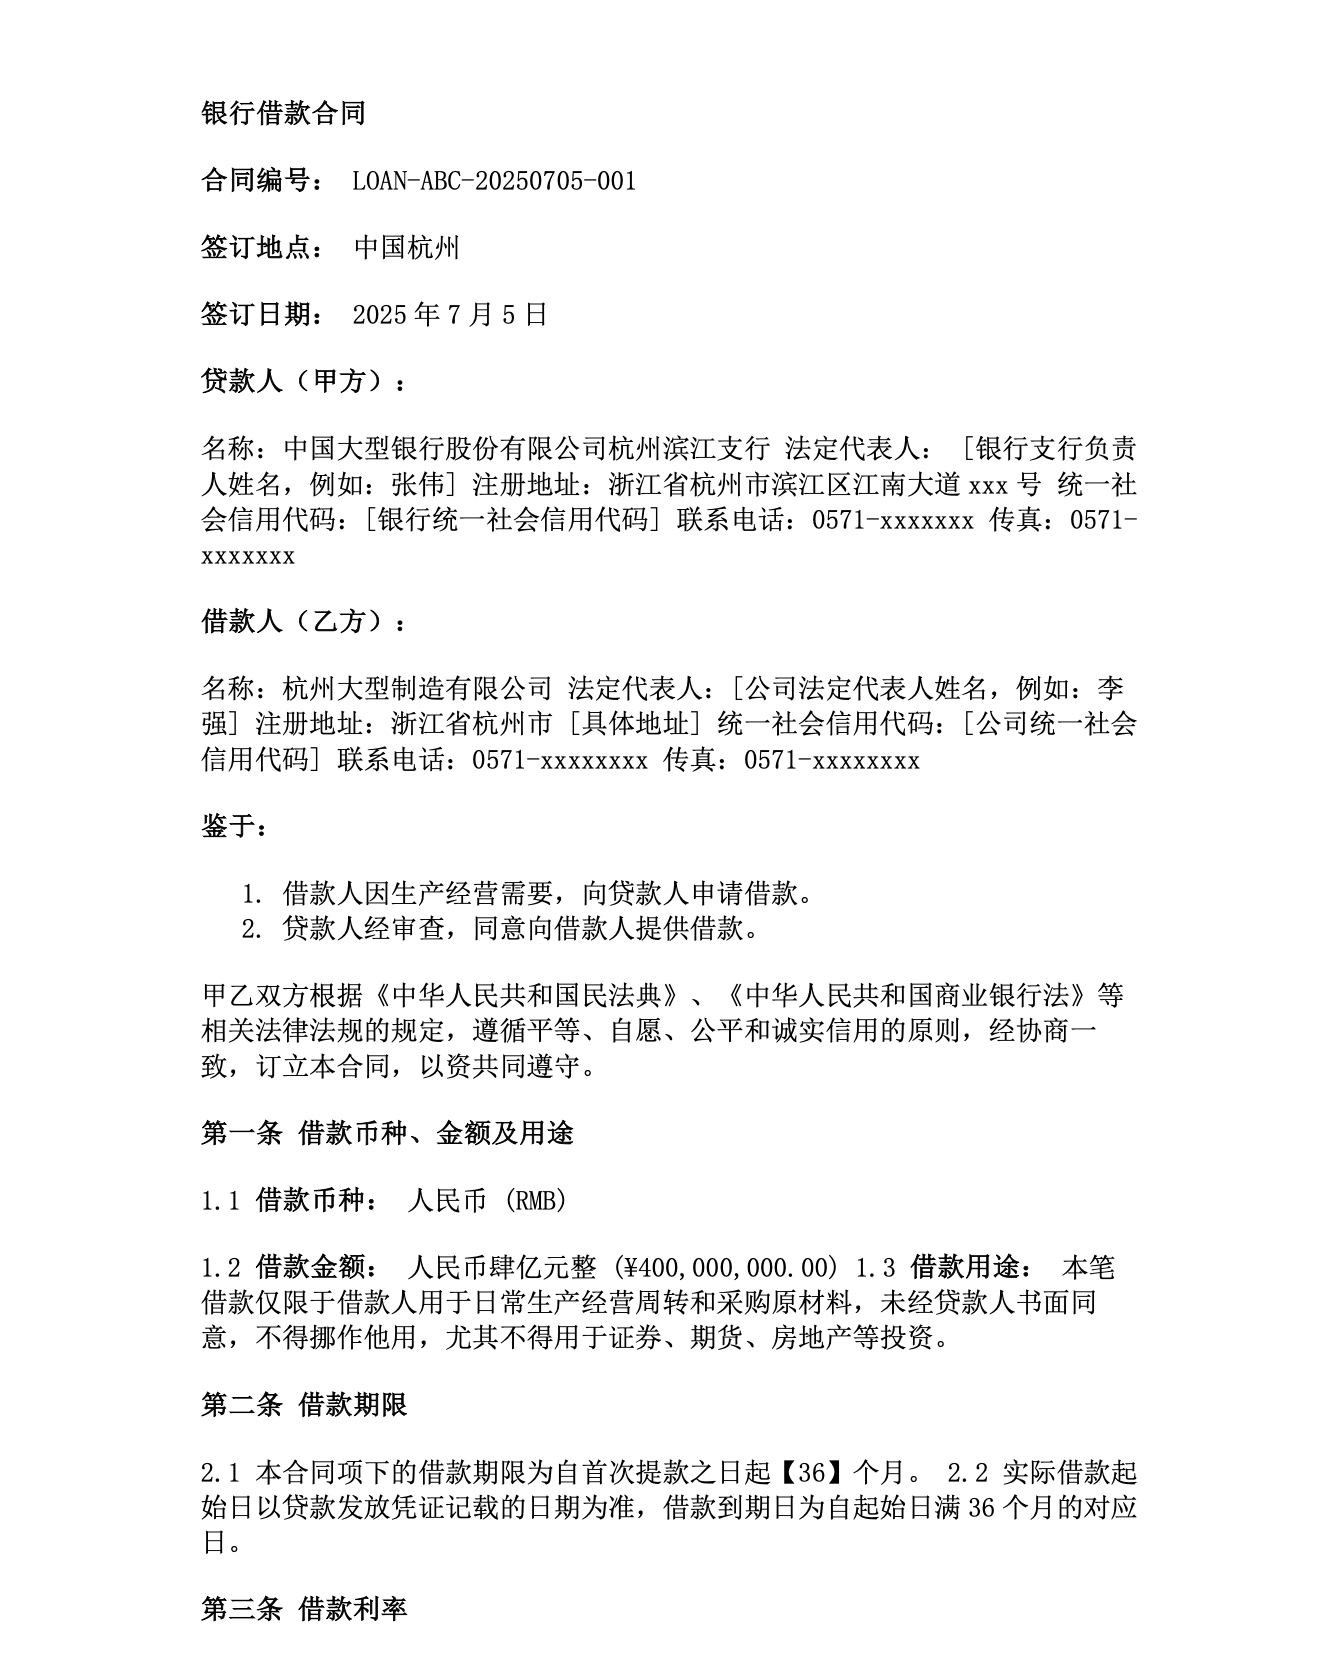 银行借款合同
合同编号： LOAN-ABC-20250705-001
签订地点： 中国杭州
签订日期： 2025 年 7 月 5 日
贷款人（甲方）：
名称：中国大型银行股份有限公司杭州滨江支行 法定代表人： [银行支行负责
人姓名，例如：张伟] 注册地址：浙江省杭州市滨江区江南大道 xxx 号 统一社
会信用代码：[银行统一社会信用代码] 联系电话：0571-xxxxxxx 传真：0571-
xxxxxxx
借款人（乙方）：
名称：杭州大型制造有限公司 法定代表人：[公司法定代表人姓名，例如：李
强] 注册地址：浙江省杭州市 [具体地址] 统一社会信用代码：[公司统一社会
信用代码] 联系电话：0571-xxxxxxxx 传真：0571-xxxxxxxx
鉴于：
1. 借款人因生产经营需要，向贷款人申请借款。
2. 贷款人经审查，同意向借款人提供借款。
甲乙双方根据《中华人民共和国民法典》、《中华人民共和国商业银行法》等
相关法律法规的规定，遵循平等、自愿、公平和诚实信用的原则，经协商一
致，订立本合同，以资共同遵守。
第一条 借款币种、金额及用途
1.1 借款币种： 人民币 (RMB)
1.2 借款金额： 人民币肆亿元整 (¥400,000,000.00) 1.3 借款用途： 本笔
借款仅限于借款人用于日常生产经营周转和采购原材料，未经贷款人书面同
意，不得挪作他用，尤其不得用于证券、期货、房地产等投资。
第二条 借款期限
2.1 本合同项下的借款期限为自首次提款之日起【36】个月。 2.2 实际借款起
始日以贷款发放凭证记载的日期为准，借款到期日为自起始日满 36 个月的对应
日。
第三条 借款利率